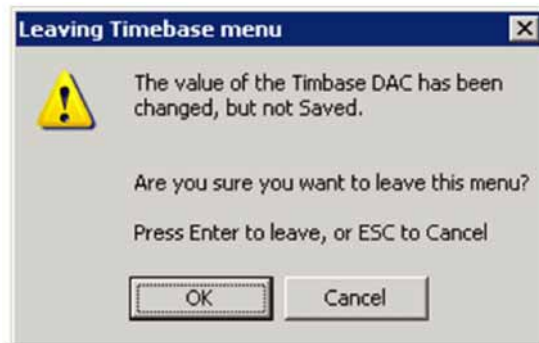 Leaving Timebase menu
The value of the Timbase DAC has been
changed, but not Saved.
Are you sure you want to leave this menu?
Press Enter to leave, or ESC to Cancel
OK
Cancel